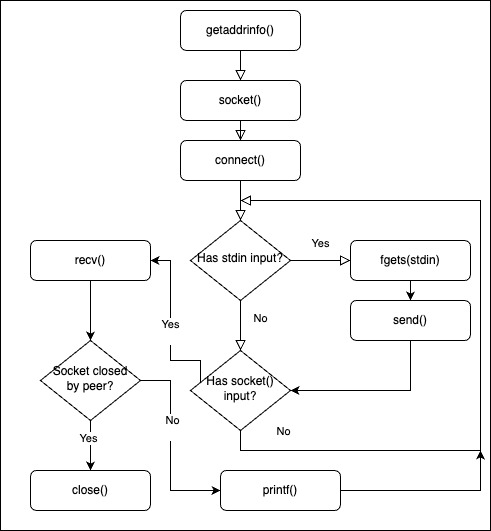 getaddrinfo()
socket()
connect()
Has stdin input?
Yes
fgets(stdin)
recv()
send()
No
Yes
Socket closed
by peer?
Has socket()
input?
No
No
Yes
close()
printf()